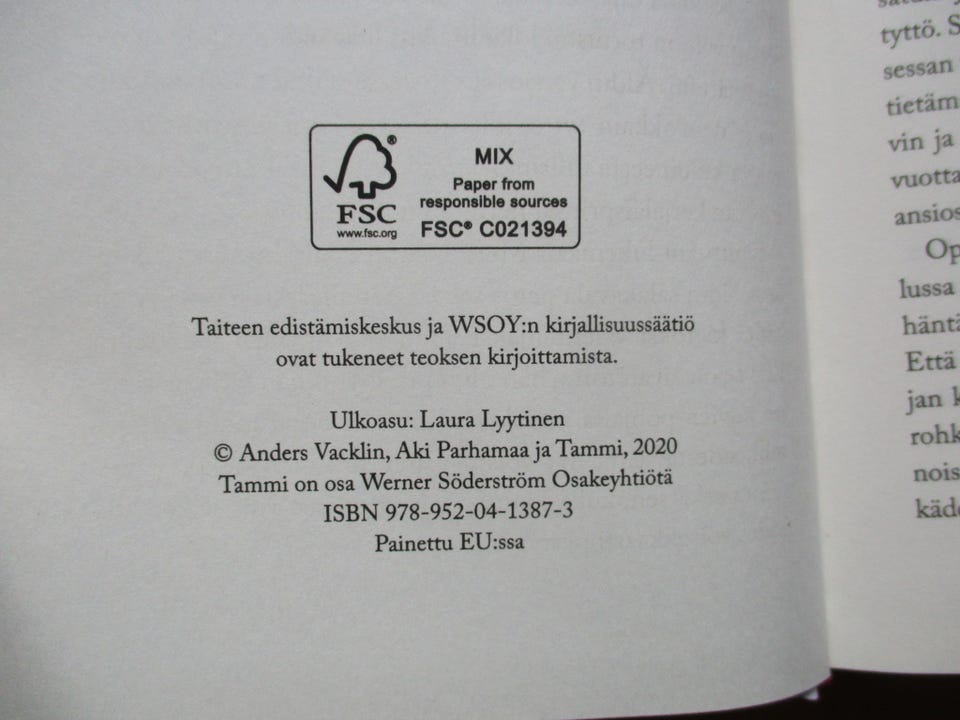 FSC®
www.fsc.org
MIX
Paper from
responsible sources
FSC® C021394
Taiteen edistämiskeskus ja WSOY:n kirjallisuussäätiö
ovat tukeneet teoksen kirjoittamista.
Ulkoasu: Laura Lyytinen
© Anders Vacklin, Aki Parhamaa ja Tammi, 2020
Tammi on osa Werner Söderström Osakeyhtiötä
ISBN 978-952-04-1387-3
Painettu EU:ssa
tyttö. S
sessan
tietäm
vin ja
vuotta
ansios
Op
lussa
häntä
Että
jan k
rohk
nois
käde